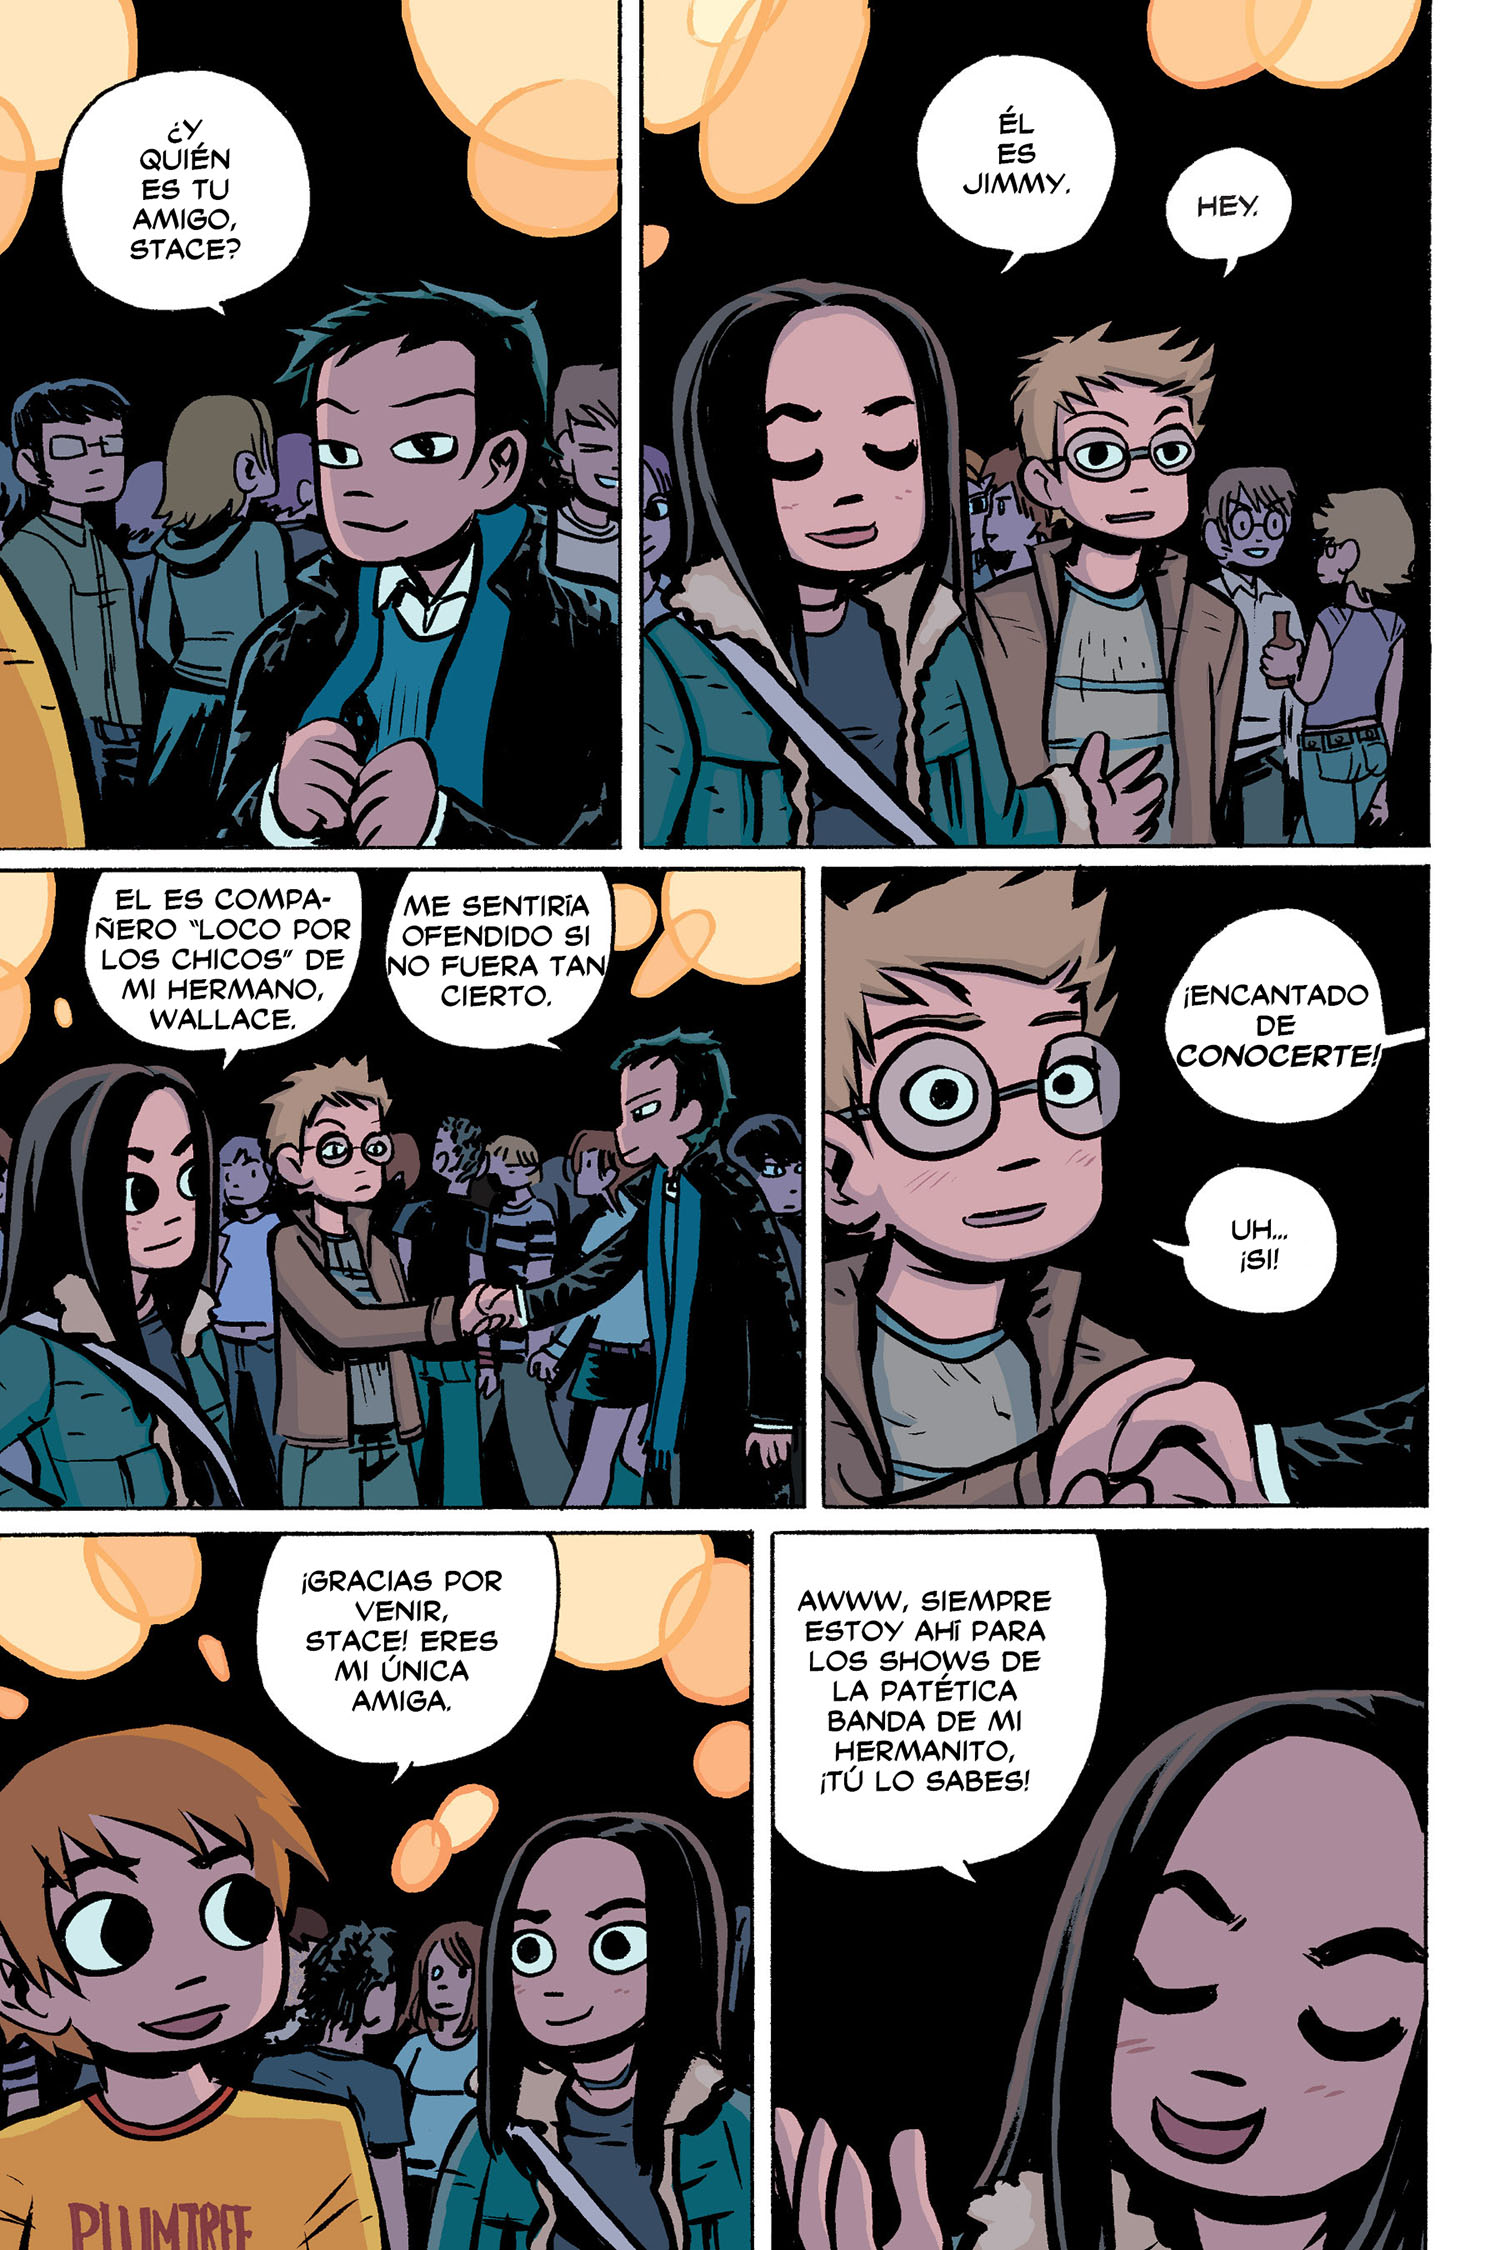 ¿Y
QUIÉN
ES TU
AMIGO,
STACE?
ÉL
ES
JIMMY.
HEY.
EL ES COMPA-
ÑERO "LOCO POR
LOS CHICOS" DE
MI HERMANO,
WALLACE.
ME SENTIRÍA
OFENDIDO SI
NO FUERA TAN
CIERTO.
¡ENCANTADO
DE
CONOCERTE!
UH...
¡SI!
¡GRACIAS POR
VENIR,
STACE! ERES
MI ÚNICA
AMIGA.
PLUMTREE
AWWW, SIEMPRE
ESTOY AHÍ PARA
LOS SHOWS DE
LA PATÉTICA
BANDA DE MI
HERMANITO,
¡TÚ LO SABES!